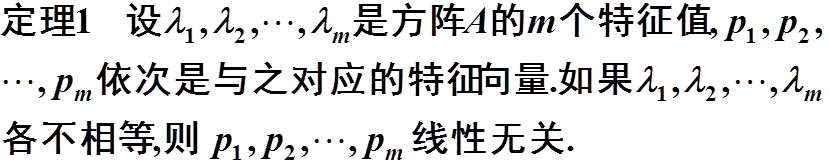 定理1 设λ₁,λ₂,⋯,λₘ是方阵A的m个特征值,p₁,p₂,
⋯,pₘ依次是与之对应的特征向量.如果λ₁,λ₂,⋯,λₘ
各不相等,则 p₁,p₂,⋯,pₘ 线性无关.